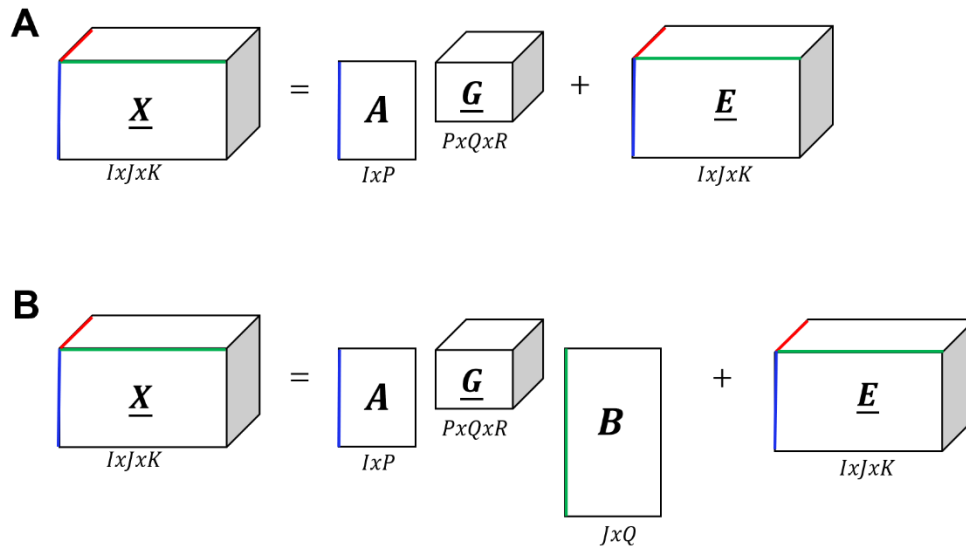 A
X = A G + E
PxQxR
IxJxK IxP IxJxK
B
X = A G B + E
PxQxR
IxJxK IxP IxJxK
JxQ